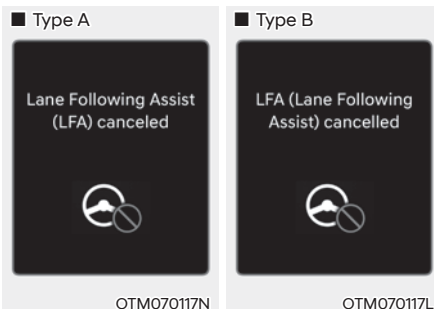 ■ Type A
Lane Following Assist
(LFA) canceled
OTM070117N
■ Type B
LFA (Lane Following
Assist) cancelled
OTM070117L